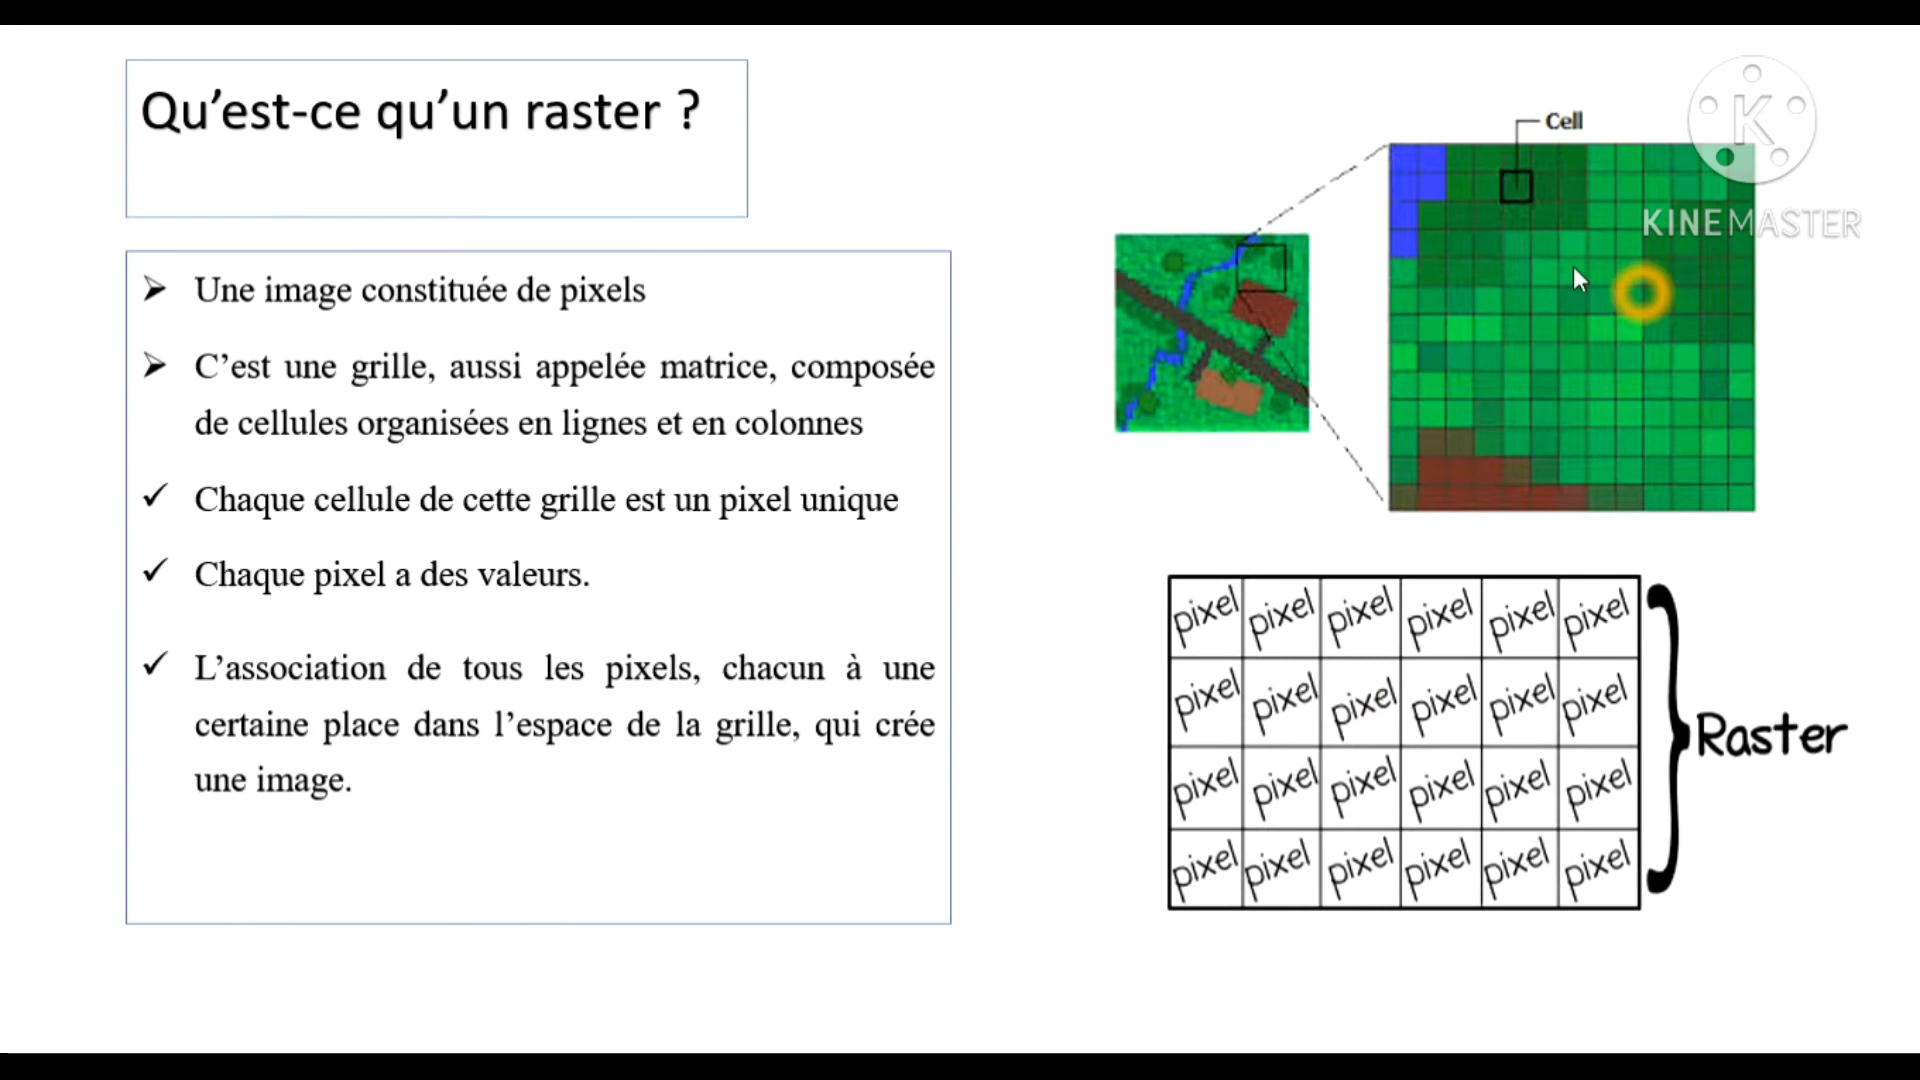 Qu’est-ce qu’un raster ?
Une image constituée de pixels
C’est une grille, aussi appelée matrice, composée
de cellules organisées en lignes et en colonnes
Chaque cellule de cette grille est un pixel unique
Chaque pixel a des valeurs.
L’association de tous les pixels, chacun à une
certaine place dans l’espace de la grille, qui crée
une image.
Cell
K
KINEMASTER
pixel pixel pixel pixel pixel pixel
pixel pixel pixel pixel pixel pixel
pixel pixel pixel pixel pixel pixel
pixel pixel pixel pixel pixel pixel
Raster